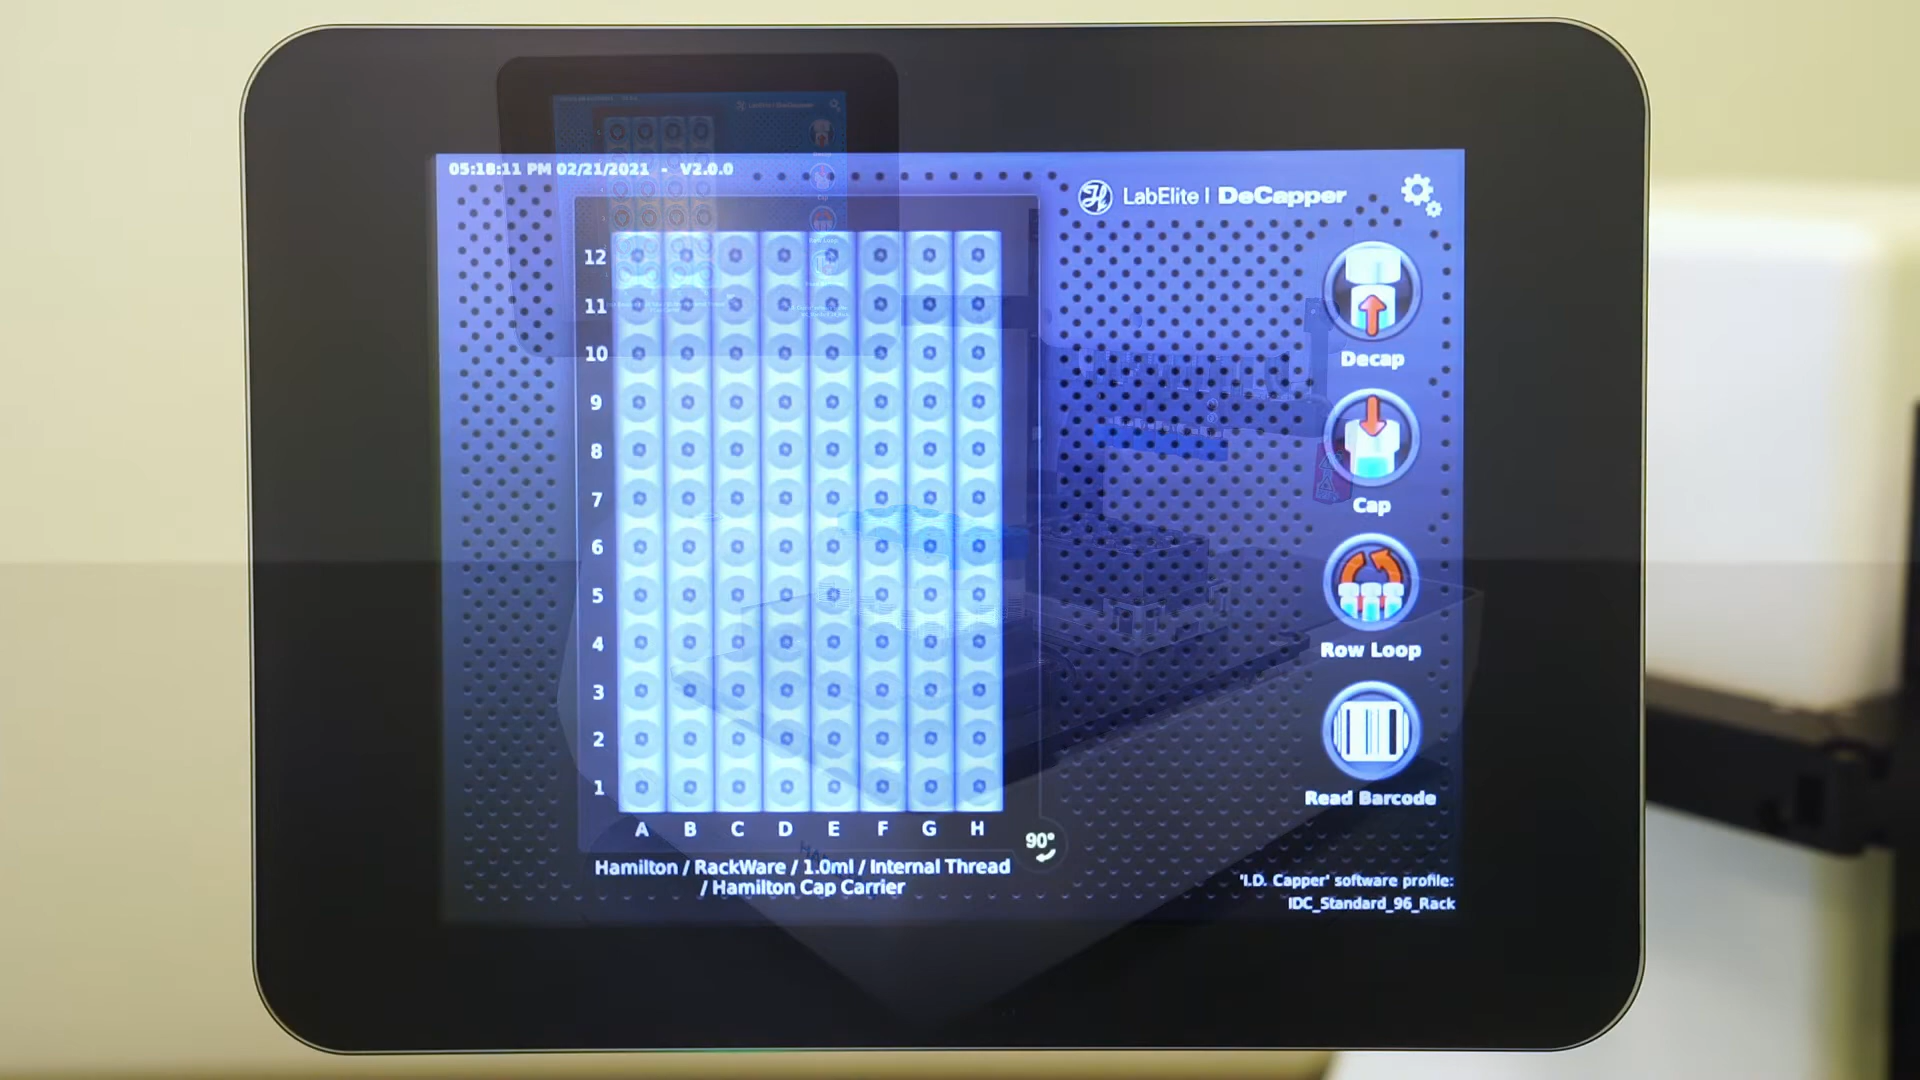 05:18:11 PM 02/21/2021 - V2.0.0
LabElite | DeCapper
12
11
10
9
8
7
6
5
4
3
2
1
A B C D E F G H
90°
Hamilton / RackWare / 1.0ml / Internal Thread
/ Hamilton Cap Carrier
Decap
Cap
Row Loop
Read Barcode
'I.D. Capper' software profile:
IDC_Standard_96_Rack